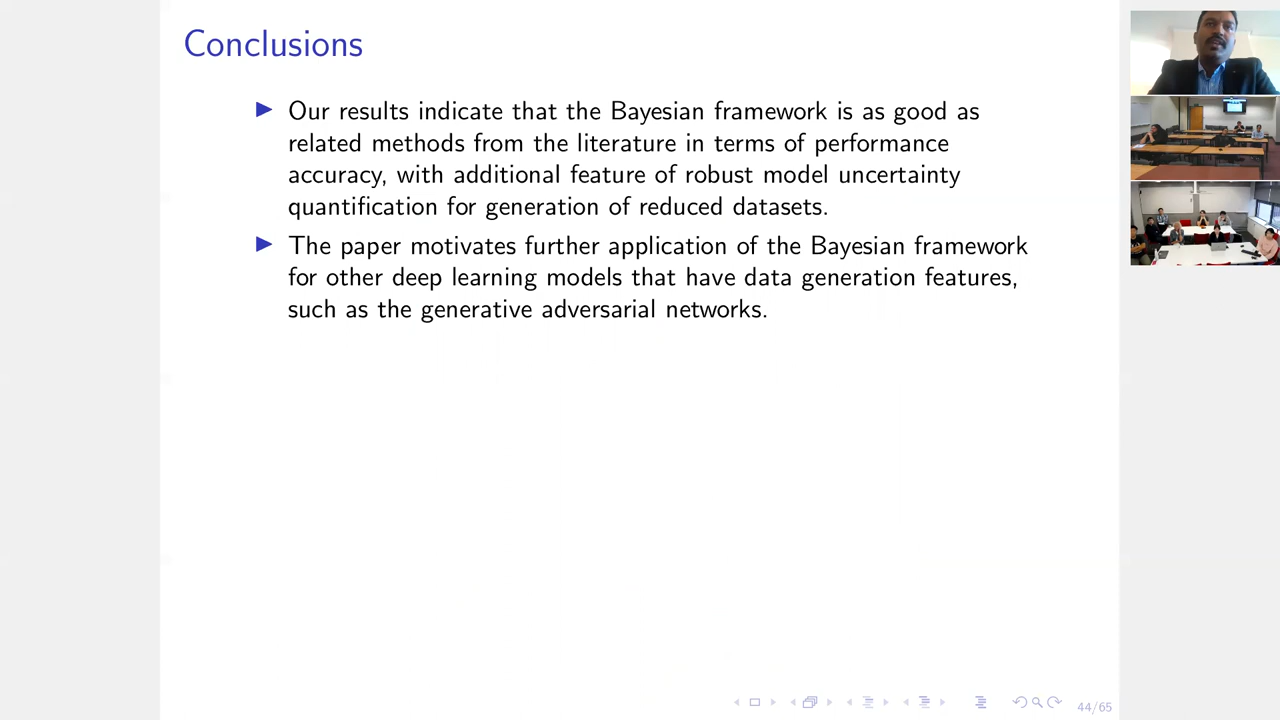 Conclusions
Our results indicate that the Bayesian framework is as good as
related methods from the literature in terms of performance
accuracy, with additional feature of robust model uncertainty
quantification for generation of reduced datasets.
The paper motivates further application of the Bayesian framework
for other deep learning models that have data generation features,
such as the generative adversarial networks.
44/65